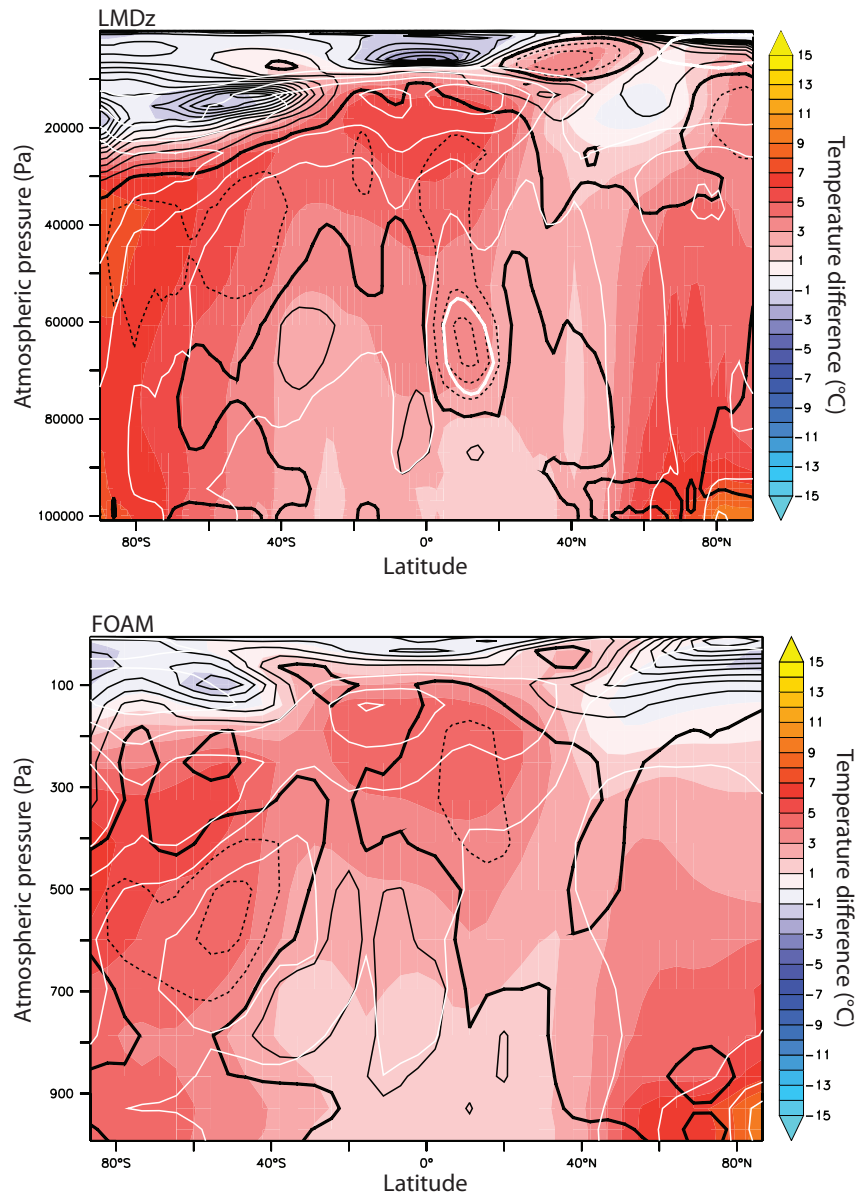 LMDz
Atmospheric pressure (Pa)
20000
40000
60000
80000
100000
80°S
40°S
0°
40°N
80°N
Latitude
15
13
11
9
7
5
3
1
−1
−3
−5
−7
−9
−11
−13
−15
Temperature difference (°C)
FOAM
Atmospheric pressure (Pa)
100
300
500
700
900
80°S
40°S
0°
40°N
80°N
Latitude
15
13
11
9
7
5
3
1
−1
−3
−5
−7
−9
−11
−13
−15
Temperature difference (°C)